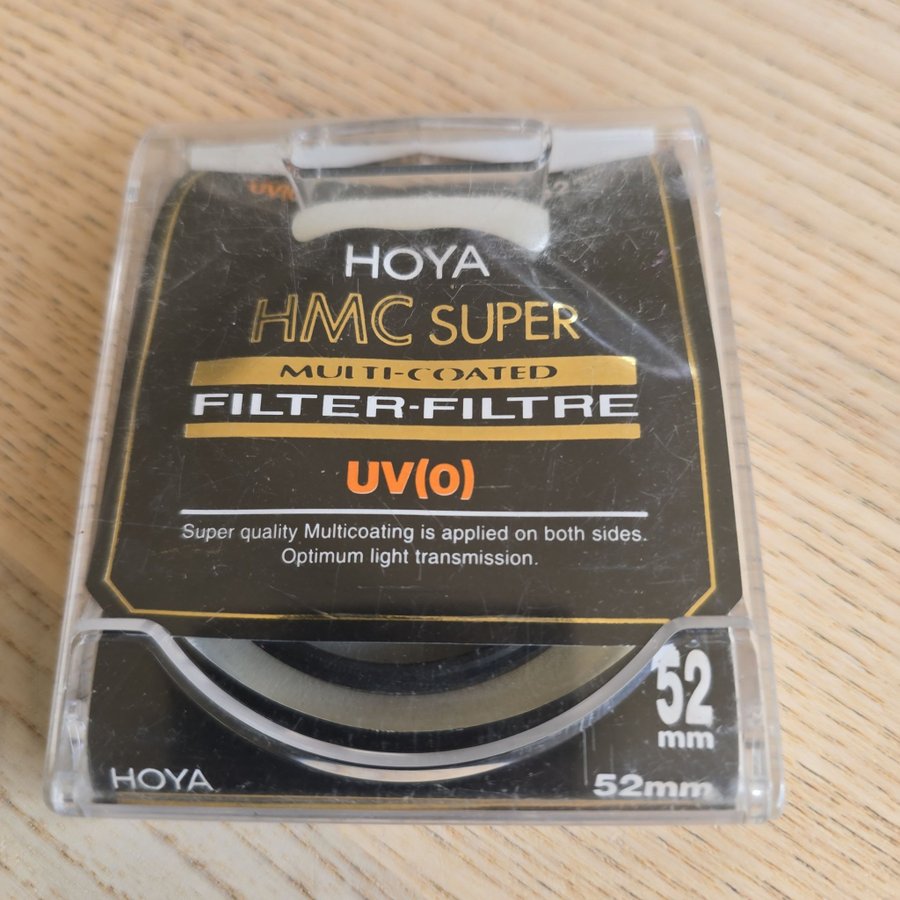 HOYA
HMC SUPER
MULTI-COATED
FILTER-FILTRE
UV(O)
Super quality Multicoating is applied on both sides.
Optimum light transmission.
52
mm
HOYA
52mm